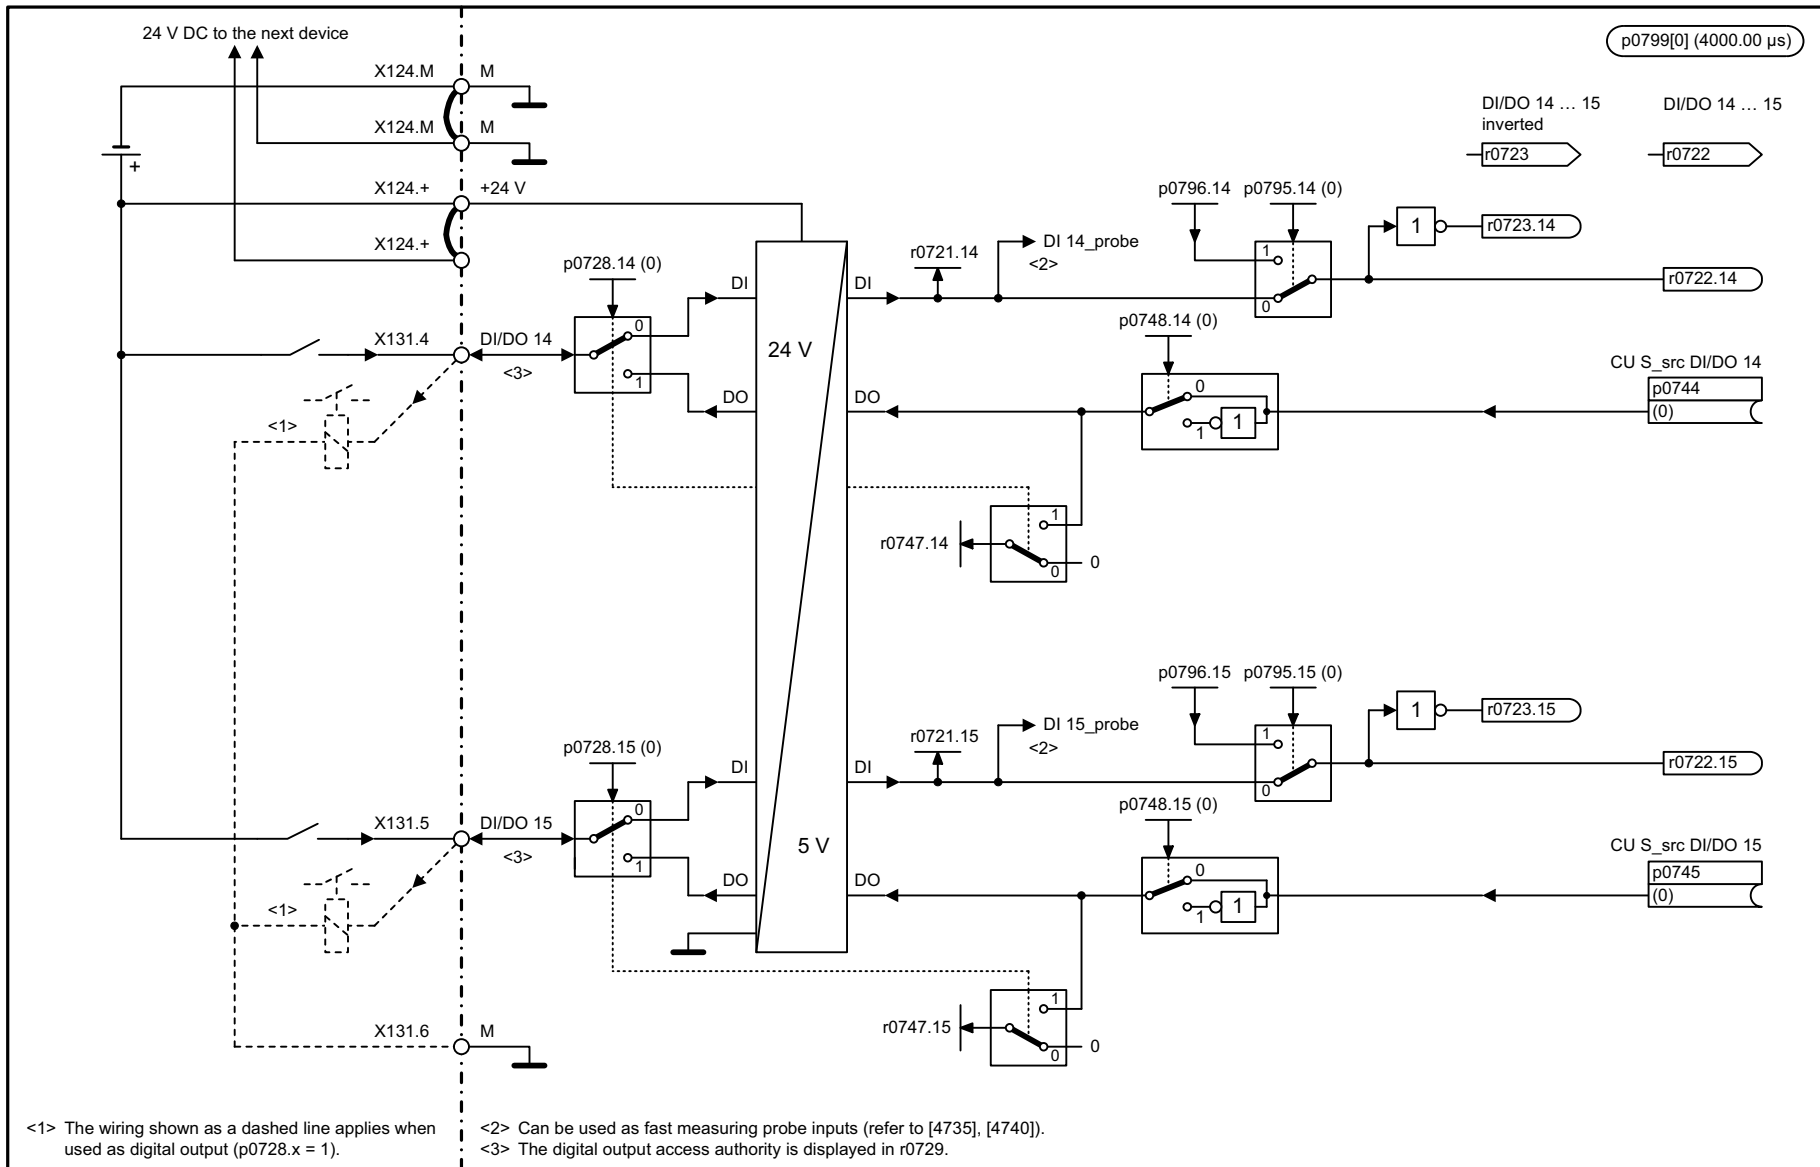 24 V DC to the next device
p0799[0] (4000.00 µs)
X124.M
M
DI/DO 14 … 15
inverted
DI/DO 14 … 15
X124.M
M
r0723
r0722
+
X124.+
+24 V
p0796.14
p0795.14 (0)
1
r0723.14
X124.+
DI 14_probe
<2>
r0721.14
1
p0728.14 (0)
DI
DI
r0722.14
0
p0748.14 (0)
X131.4
DI/DO 14
<3>
0
1
24 V
CU S_src DI/DO 14
p0744
(0)
DO
DO
0
1
1
<1>
1
r0747.14
0
0
p0796.15
p0795.15 (0)
1
r0723.15
DI 15_probe
<2>
r0721.15
1
p0728.15 (0)
DI
DI
r0722.15
0
p0748.15 (0)
X131.5
DI/DO 15
<3>
0
1
5 V
CU S_src DI/DO 15
p0745
(0)
DO
DO
0
1
1
<1>
1
r0747.15
0
0
X131.6
M
<1> The wiring shown as a dashed line applies when
used as digital output (p0728.x = 1).
<2> Can be used as fast measuring probe inputs (refer to [4735], [4740]).
<3> The digital output access authority is displayed in r0729.